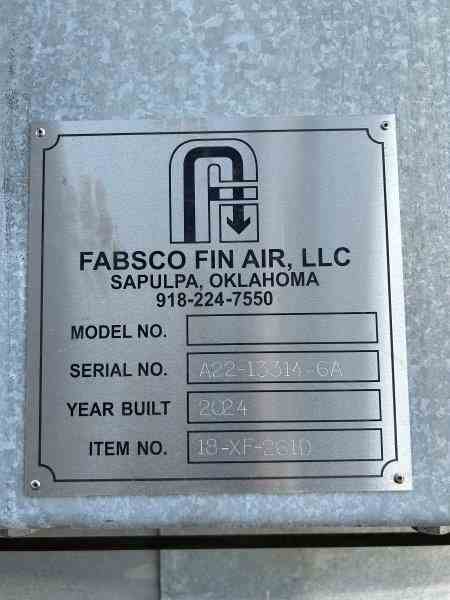 FABSCO FIN AIR, LLC
SAPULPA, OKLAHOMA
918-224-7550
MODEL NO.
SERIAL NO. A22-13314-6A
YEAR BUILT 2024
ITEM NO. 18-XF-261D